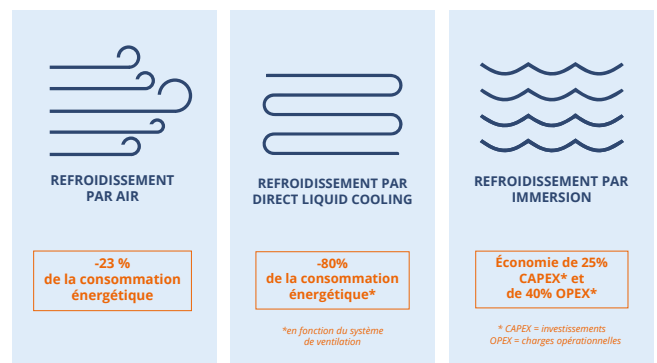 REFROIDISSEMENT
PAR AIR
-23 %
de la consommation
énergétique
REFROIDISSEMENT PAR
DIRECT LIQUID COOLING
-80%
de la consommation
énergétique*
*en fonction du système
de ventilation
REFROIDISSEMENT PAR
IMMERSION
Économie de 25%
CAPEX* et
de 40% OPEX*
* CAPEX = investissements
OPEX = charges opérationnelles